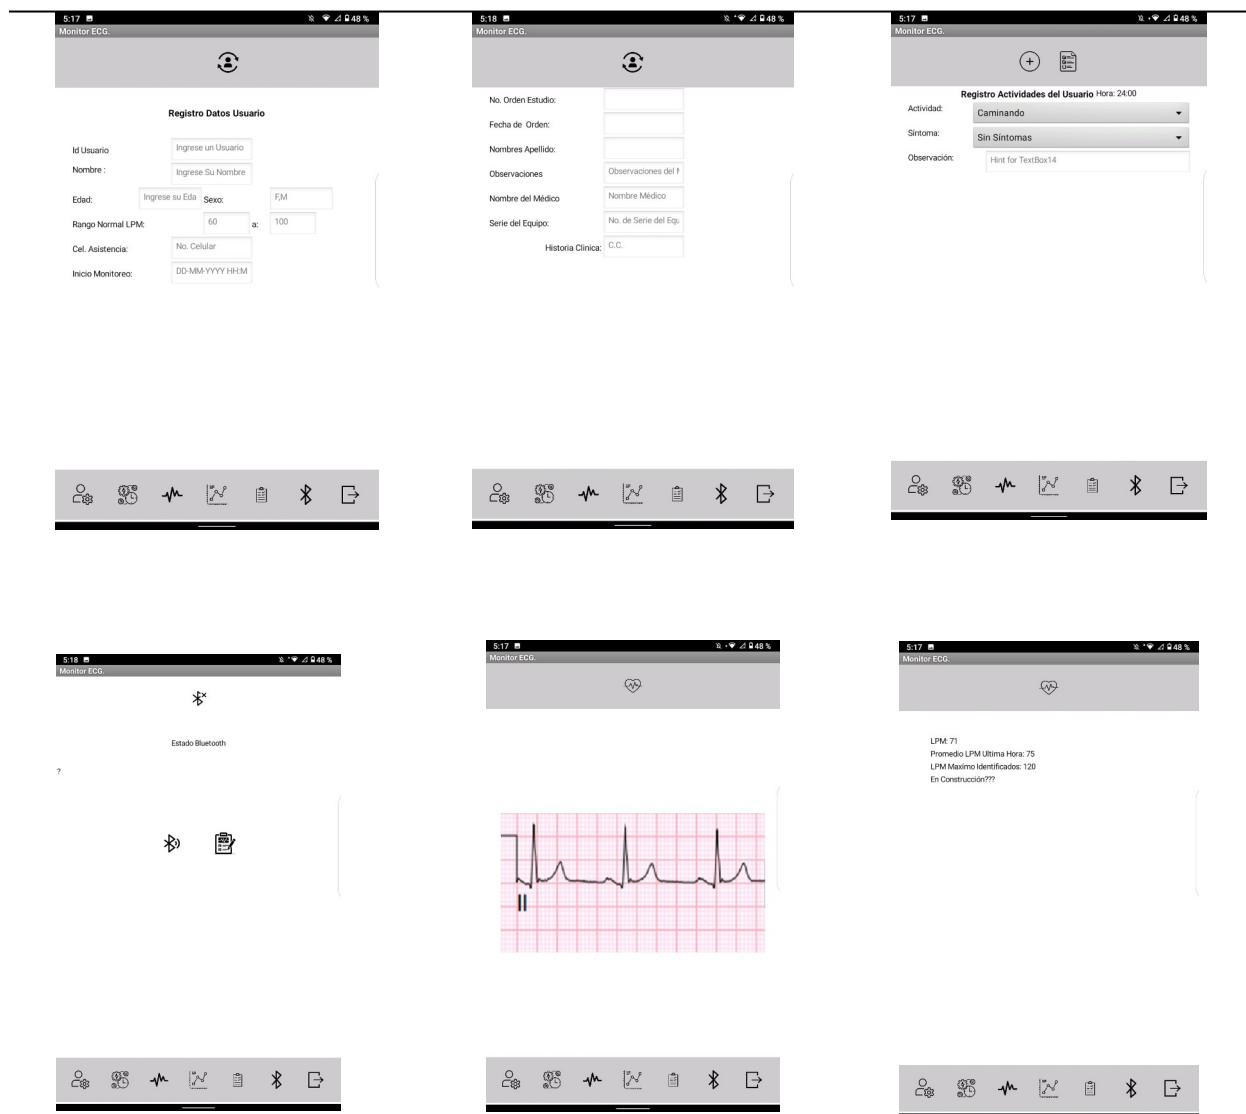 5:17 48 %
Monitor ECG.
Registro Datos Usuario
Id Usuario Ingrese un Usuario
Nombre : Ingrese Su Nombre
Edad: Ingrese su Eda Sexo: F,M
Rango Normal LPM: 60 a: 100
Cel. Asistencia: No. Celular
Inicio Monitoreo: DD-MM-YYYY HH:M
5:18 48 %
Monitor ECG.
No. Orden Estudio:
Fecha de Orden:
Nombres Apellido:
Observaciones Observaciones del
Nombre del Médico Nombre Médico
Serie del Equipo: No. de Serie del Equ
Historia Clinica: C.C.
5:17 48 %
Monitor ECG.
Registro Actividades del Usuario Hora: 24:00
Actividad: Caminando
Síntoma: Sin Síntomas
Observación: Hint for TextBox14
5:18 48 %
Monitor ECG.
Estado Bluetooth
?
5:17 48 %
Monitor ECG.
II
5:17 48 %
Monitor ECG.
LPM: 71
Promedio LPM Ultima Hora: 75
LPM Maximo Identificados: 120
En Construcción???